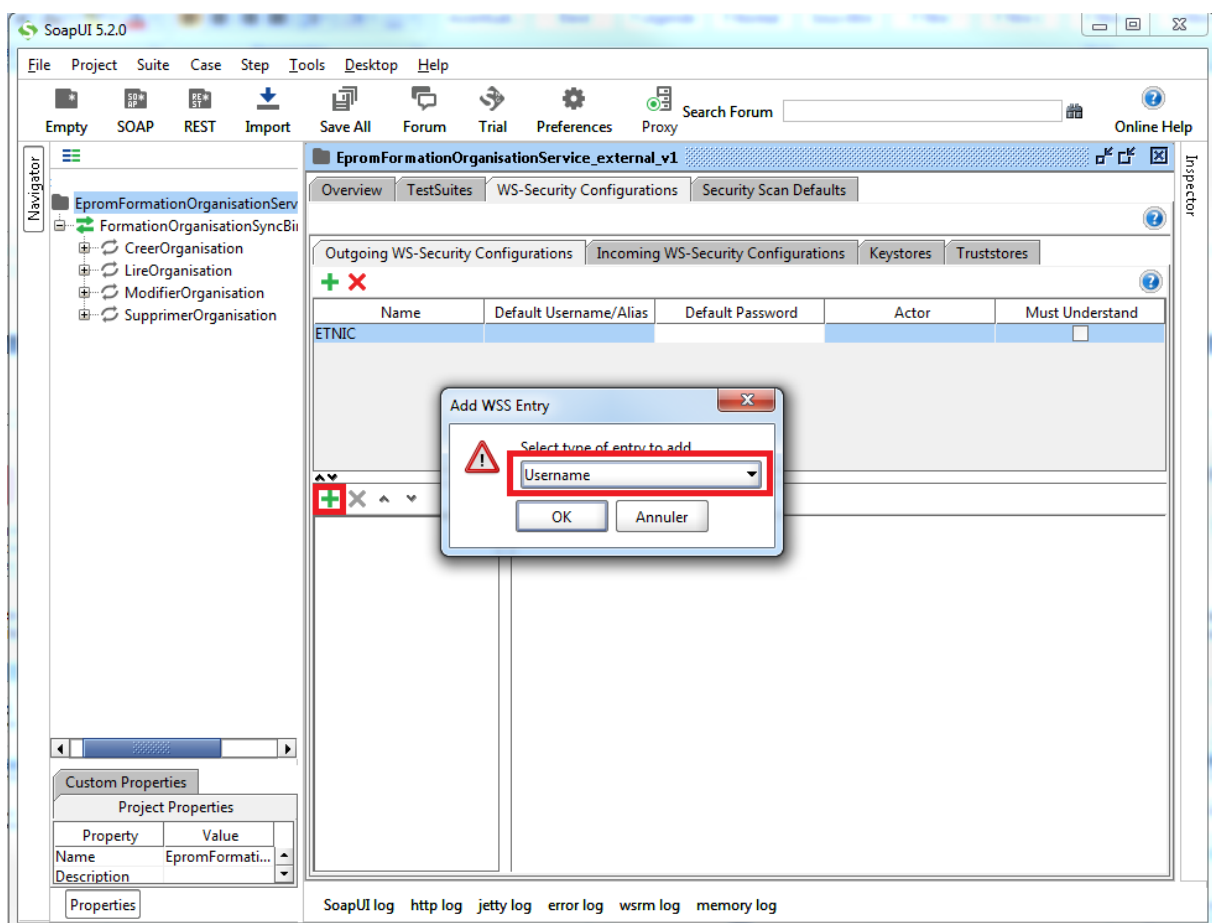 SoapUI 5.2.0
File Project Suite Case Step Tools Desktop Help
Empty SOAP REST Import Save All Forum Trial Preferences Proxy Search Forum Online Help
Navigator
EpromFormationOrganisationServ
FormationOrganisationSyncBin
CreerOrganisation
LireOrganisation
ModifierOrganisation
SupprimerOrganisation
EpromFormationOrganisationService_external_v1
Overview TestSuites WS-Security Configurations Security Scan Defaults
Outgoing WS-Security Configurations Incoming WS-Security Configurations Keystores Truststores
Name Default Username/Alias Default Password Actor Must Understand
ETNIC
Add WSS Entry
Select type of entry to add
Username
OK Annuler
Inspector
Custom Properties
Project Properties
Property Value
Name EpromFormati...
Description
Properties
SoapUI log http log jetty log error log wsrm log memory log